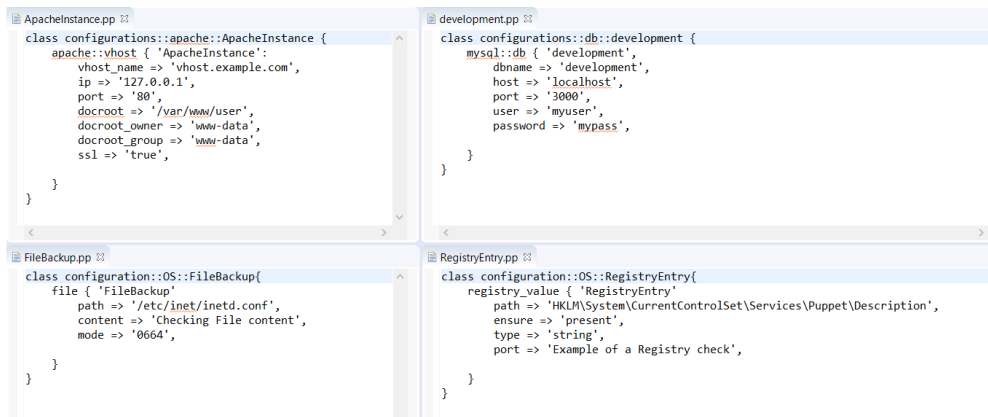 ApacheInstance.pp
class configurations::apache::ApacheInstance {
apache::vhost { 'ApacheInstance':
vhost_name => 'vhost.example.com',
ip => '127.0.0.1',
port => '80',
docroot => '/var/www/user',
docroot_owner => 'www-data',
docroot_group => 'www-data',
ssl => 'true',
}
}
development.pp
class configurations::db::development {
mysql::db { 'development',
dbname => 'development',
host => 'localhost',
port => '3000',
user => 'myuser',
password => 'mypass',
}
}
FileBackup.pp
class configuration::OS::FileBackup{
file { 'FileBackup'
path => '/etc/inet/inetd.conf',
content => 'Checking File content',
mode => '0664',
}
}
RegistryEntry.pp
class configuration::OS::RegistryEntry{
registry_value { 'RegistryEntry'
path => 'HKLM\System\CurrentControlSet\Services\Puppet\Description',
ensure => 'present',
type => 'string',
port => 'Example of a Registry check',
}
}